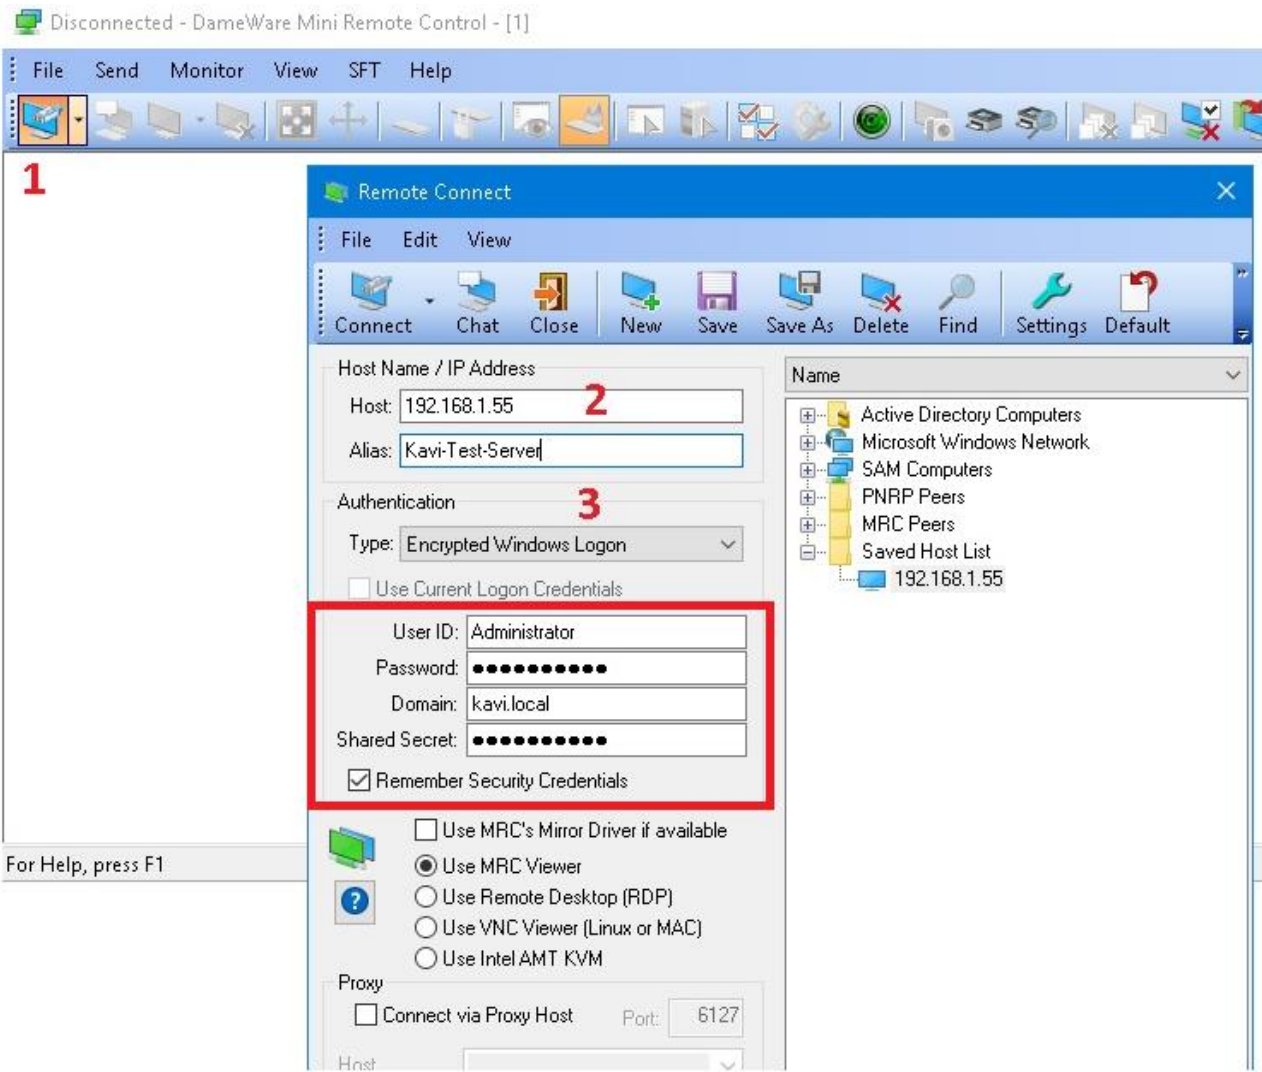 Disconnected - DameWare Mini Remote Control - [1]
File Send Monitor View SFT Help
1
Remote Connect
File Edit View
Connect Chat Close New Save Save As Delete Find Settings Default
Host Name / IP Address
Host: 192.168.1.55
2
Alias: Kavi-Test-Server
Authentication
3
Type: Encrypted Windows Logon
Use Current Logon Credentials
User ID: Administrator
Password: ●●●●●●●●●●
Domain: kavi.local
Shared Secret: ●●●●●●●●●●
Remember Security Credentials
Use MRC's Mirror Driver if available
Use MRC Viewer
Use Remote Desktop (RDP)
Use VNC Viewer (Linux or MAC)
Use Intel AMT KVM
Proxy
Connect via Proxy Host Port: 6127
Host
Name
Active Directory Computers
Microsoft Windows Network
SAM Computers
PNRP Peers
MRC Peers
Saved Host List
192.168.1.55
For Help, press F1